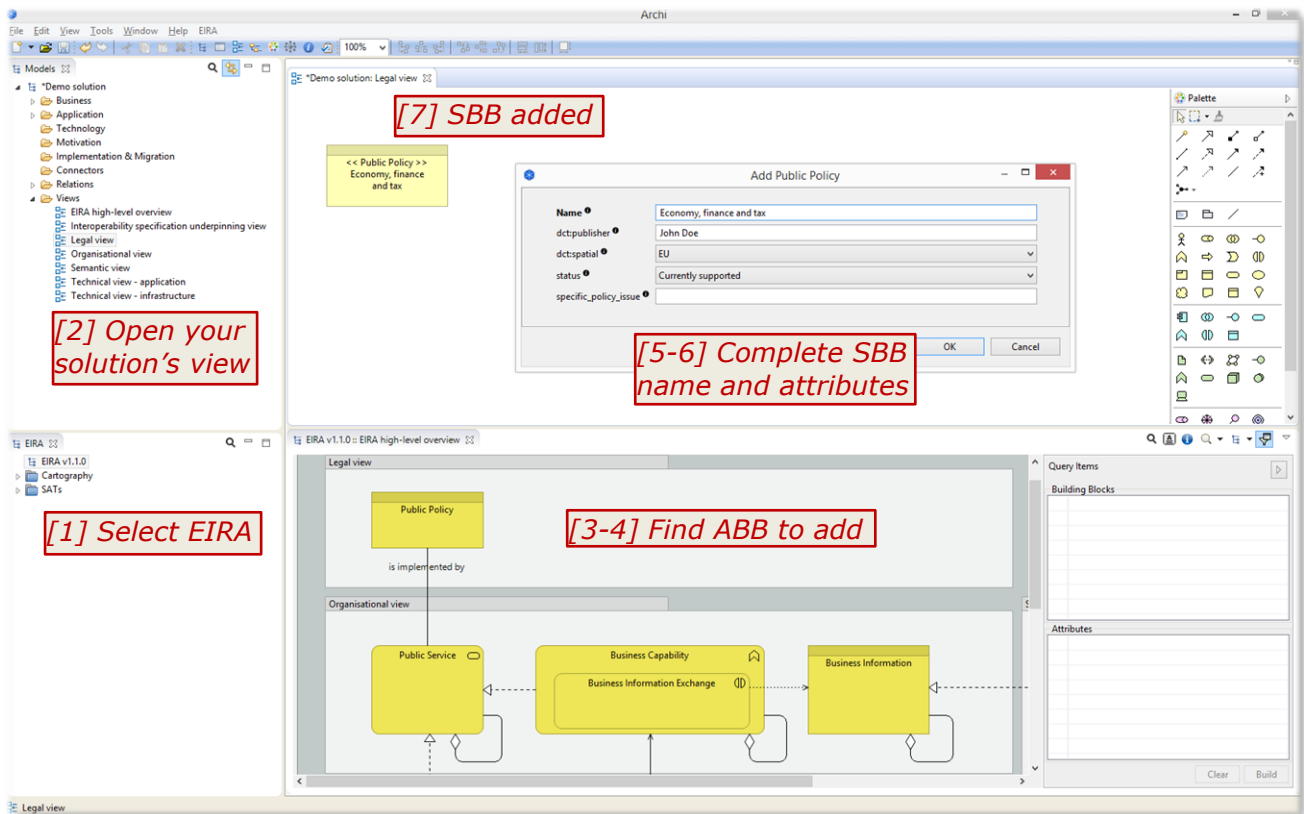 Archi
File Edit View Tools Window Help EIRA
100%
Models
*Demo solution
Business
Application
Technology
Motivation
Implementation & Migration
Connectors
Relations
Views
EIRA high-level overview
Interoperability specification underpinning view
Legal view
Organisational view
Semantic view
Technical view - application
Technical view - infrastructure
[2] Open your
solution's view
*Demo solution: Legal view
[7] SBB added
<< Public Policy >>
Economy, finance
and tax
Add Public Policy
Name Economy, finance and tax
dct:publisher John Doe
dct:spatial EU
status Currently supported
specific_policy_issue
OK Cancel
[5-6] Complete SBB
name and attributes
Palette
EIRA
EIRA v1.1.0
Cartography
SATs
[1] Select EIRA
EIRA v1.1.0 :: EIRA high-level overview
Legal view
Public Policy
[3-4] Find ABB to add
is implemented by
Organisational view
S
Public Service
Business Capability
Business Information Exchange
Business Information
Query Items
Building Blocks
Attributes
Clear Build
Legal view